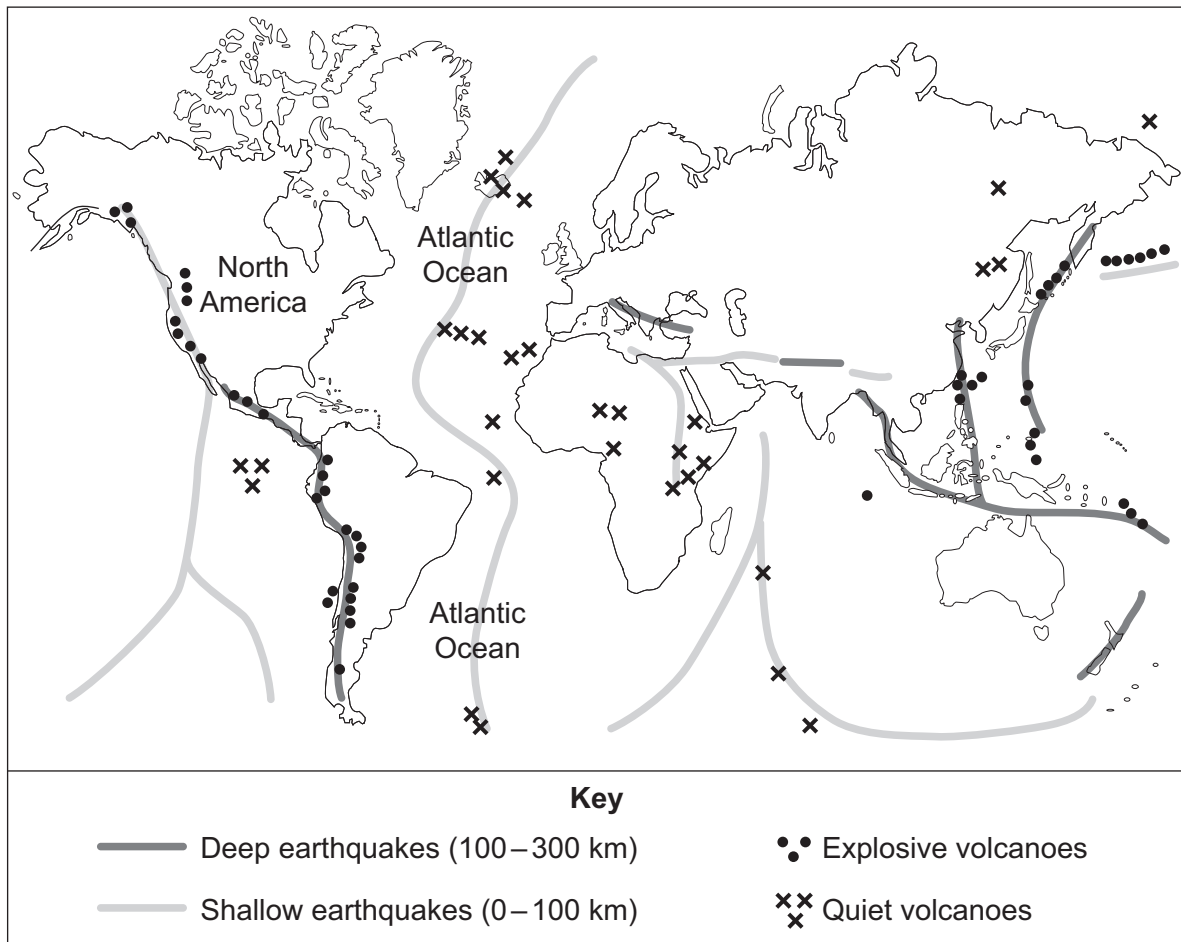 Atlantic
Ocean
North
America
Atlantic
Ocean
Key
Deep earthquakes (100–300 km)
Explosive volcanoes
Shallow earthquakes (0–100 km)
Quiet volcanoes